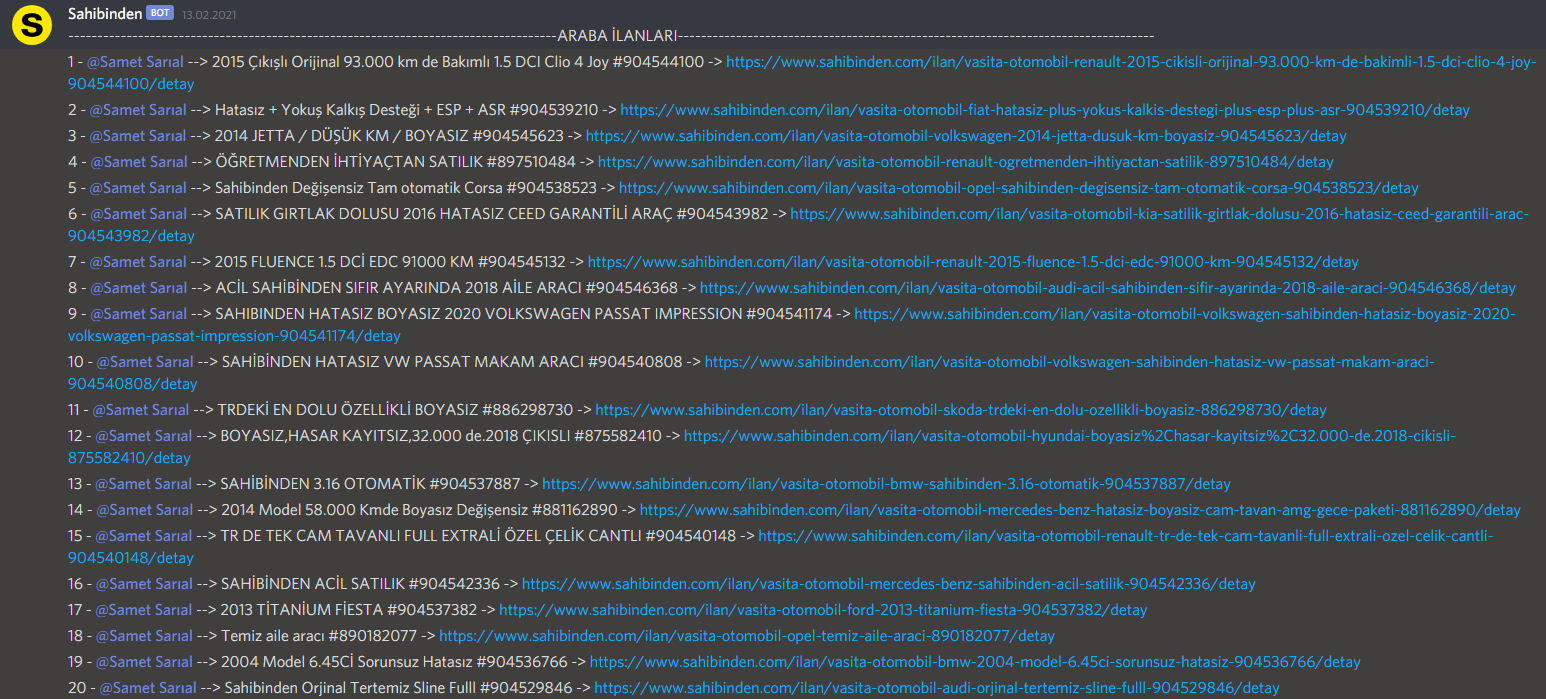 S
Sahibinden BOT 13.02.2021
------------------------------------------------------------------------------------ARABA İLANLARI----------------------------------------------------------------------------------
1 - @Samet Sarıal --> 2015 Çıkışlı Orijinal 93.000 km de Bakımlı 1.5 DCI Clio 4 Joy #904544100 -> https://www.sahibinden.com/ilan/vasita-otomobil-renault-2015-cikisli-orijinal-93.000-km-de-bakimli-1.5-dci-clio-4-joy-
904544100/detay
2 - @Samet Sarıal --> Hatasız + Yokuş Kalkış Desteği + ESP + ASR #904539210 -> https://www.sahibinden.com/ilan/vasita-otomobil-fiat-hatasiz-plus-yokus-kalkis-destegi-plus-esp-plus-asr-904539210/detay
3 - @Samet Sarıal --> 2014 JETTA / DÜŞÜK KM / BOYASIZ #904545623 -> https://www.sahibinden.com/ilan/vasita-otomobil-volkswagen-2014-jetta-dusuk-km-boyasiz-904545623/detay
4 - @Samet Sarıal --> ÖĞRETMENDEN İHTİYAÇTAN SATILIK #897510484 -> https://www.sahibinden.com/ilan/vasita-otomobil-renault-ogretmenden-ihtiyactan-satilik-897510484/detay
5 - @Samet Sarıal --> Sahibinden Değişensiz Tam otomatik Corsa #904538523 -> https://www.sahibinden.com/ilan/vasita-otomobil-opel-sahibinden-degisensiz-tam-otomatik-corsa-904538523/detay
6 - @Samet Sarıal --> SATILIK GIRTLAK DOLUSU 2016 HATASIZ CEED GARANTİLİ ARAÇ #904543982 -> https://www.sahibinden.com/ilan/vasita-otomobil-kia-satilik-girtlak-dolusu-2016-hatasiz-ceed-garantili-arac-
904543982/detay
7 - @Samet Sarıal --> 2015 FLUENCE 1.5 DCİ EDC 91000 KM #904545132 -> https://www.sahibinden.com/ilan/vasita-otomobil-renault-2015-fluence-1.5-dci-edc-91000-km-904545132/detay
8 - @Samet Sarıal --> ACİL SAHİBİNDEN SIFIR AYARINDA 2018 AİLE ARACI #904546368 -> https://www.sahibinden.com/ilan/vasita-otomobil-audi-acil-sahibinden-sifir-ayarinda-2018-aile-araci-904546368/detay
9 - @Samet Sarıal --> SAHIBINDEN HATASIZ BOYASIZ 2020 VOLKSWAGEN PASSAT IMPRESSION #904541174 -> https://www.sahibinden.com/ilan/vasita-otomobil-volkswagen-sahibinden-hatasiz-boyasiz-2020-
volkswagen-passat-impression-904541174/detay
10 - @Samet Sarıal --> SAHİBİNDEN HATASIZ VW PASSAT MAKAM ARACI #904540808 -> https://www.sahibinden.com/ilan/vasita-otomobil-volkswagen-sahibinden-hatasiz-vw-passat-makam-araci-
904540808/detay
11 - @Samet Sarıal --> TRDEKİ EN DOLU ÖZELLİKLİ BOYASIZ #886298730 -> https://www.sahibinden.com/ilan/vasita-otomobil-skoda-trdeki-en-dolu-ozellikli-boyasiz-886298730/detay
12 - @Samet Sarıal --> BOYASIZ,HASAR KAYITSIZ,32.000 de.2018 ÇIKISLI #875582410 -> https://www.sahibinden.com/ilan/vasita-otomobil-hyundai-boyasiz%2Chasar-kayitsiz%2C32.000-de.2018-cikisli-
875582410/detay
13 - @Samet Sarıal --> SAHİBİNDEN 3.16 OTOMATİK #904537887 -> https://www.sahibinden.com/ilan/vasita-otomobil-bmw-sahibinden-3.16-otomatik-904537887/detay
14 - @Samet Sarıal --> 2014 Model 58.000 Kmde Boyasız Değişensiz #881162890 -> https://www.sahibinden.com/ilan/vasita-otomobil-mercedes-benz-hatasiz-boyasiz-cam-tavan-amg-gece-paketi-881162890/detay
15 - @Samet Sarıal --> TR DE TEK CAM TAVANLI FULL EXTRALİ ÖZEL ÇELİK CANTLI #904540148 -> https://www.sahibinden.com/ilan/vasita-otomobil-renault-tr-de-tek-cam-tavanli-full-extrali-ozel-celik-cantli-
904540148/detay
16 - @Samet Sarıal --> SAHİBİNDEN ACİL SATILIK #904542336 -> https://www.sahibinden.com/ilan/vasita-otomobil-mercedes-benz-sahibinden-acil-satilik-904542336/detay
17 - @Samet Sarıal --> 2013 TİTANİUM FİESTA #904537382 -> https://www.sahibinden.com/ilan/vasita-otomobil-ford-2013-titanium-fiesta-904537382/detay
18 - @Samet Sarıal --> Temiz aile aracı #890182077 -> https://www.sahibinden.com/ilan/vasita-otomobil-opel-temiz-aile-araci-890182077/detay
19 - @Samet Sarıal --> 2004 Model 6.45Cİ Sorunsuz Hatasız #904536766 -> https://www.sahibinden.com/ilan/vasita-otomobil-bmw-2004-model-6.45ci-sorunsuz-hatasiz-904536766/detay
20 - @Samet Sarıal --> Sahibinden Orjinal Tertemiz Sline Fulll #904529846 -> https://www.sahibinden.com/ilan/vasita-otomobil-audi-orjinal-tertemiz-sline-fulll-904529846/detay